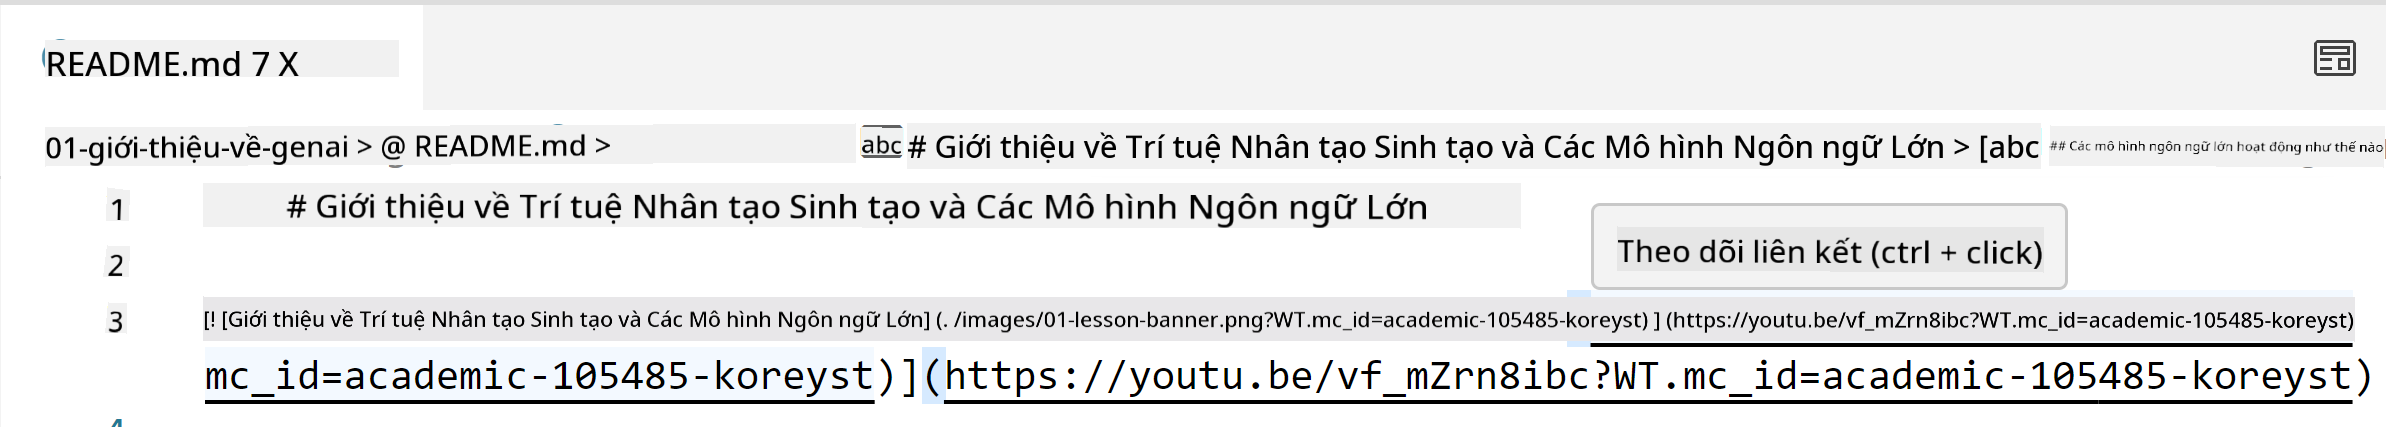 README.md 7 X
01-giới-thiệu-về-genai > @ README.md > abc # Giới thiệu về Trí tuệ Nhân tạo Sinh tạo và Các Mô hình Ngôn ngữ Lớn > [abc ## Các mô hình ngôn ngữ lớn hoạt động như thế nào
1 # Giới thiệu về Trí tuệ Nhân tạo Sinh tạo và Các Mô hình Ngôn ngữ Lớn
Theo dõi liên kết (ctrl + click)
2
3 [! [Giới thiệu về Trí tuệ Nhân tạo Sinh tạo và Các Mô hình Ngôn ngữ Lớn] (. /images/01-lesson-banner.png?WT.mc_id=academic-105485-koreyst) ] (https://youtu.be/vf_mZrn8ibc?WT.mc_id=academic-105485-koreyst)
mc_id=academic-105485-koreyst)](https://youtu.be/vf_mZrn8ibc?WT.mc_id=academic-105485-koreyst)
4